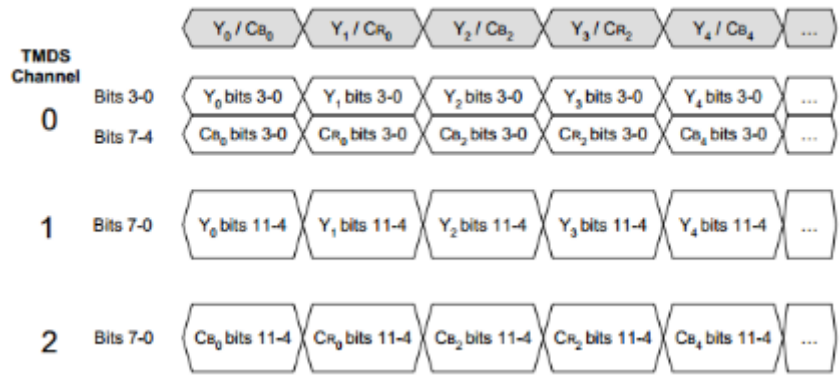 Y₀ / CB₀ Y₁ / CR₀ Y₂ / CB₂ Y₃ / CR₂ Y₄ / CB₄ ...
TMDS
Channel
0
Bits 3-0 Y₀ bits 3-0 Y₁ bits 3-0 Y₂ bits 3-0 Y₃ bits 3-0 Y₄ bits 3-0 ...
Bits 7-4 CB₀ bits 3-0 CR₀ bits 3-0 CB₂ bits 3-0 CR₂ bits 3-0 CB₄ bits 3-0 ...
1 Bits 7-0 Y₀ bits 11-4 Y₁ bits 11-4 Y₂ bits 11-4 Y₃ bits 11-4 Y₄ bits 11-4 ...
2 Bits 7-0 CB₀ bits 11-4 CR₀ bits 11-4 CB₂ bits 11-4 CR₂ bits 11-4 CB₄ bits 11-4 ...